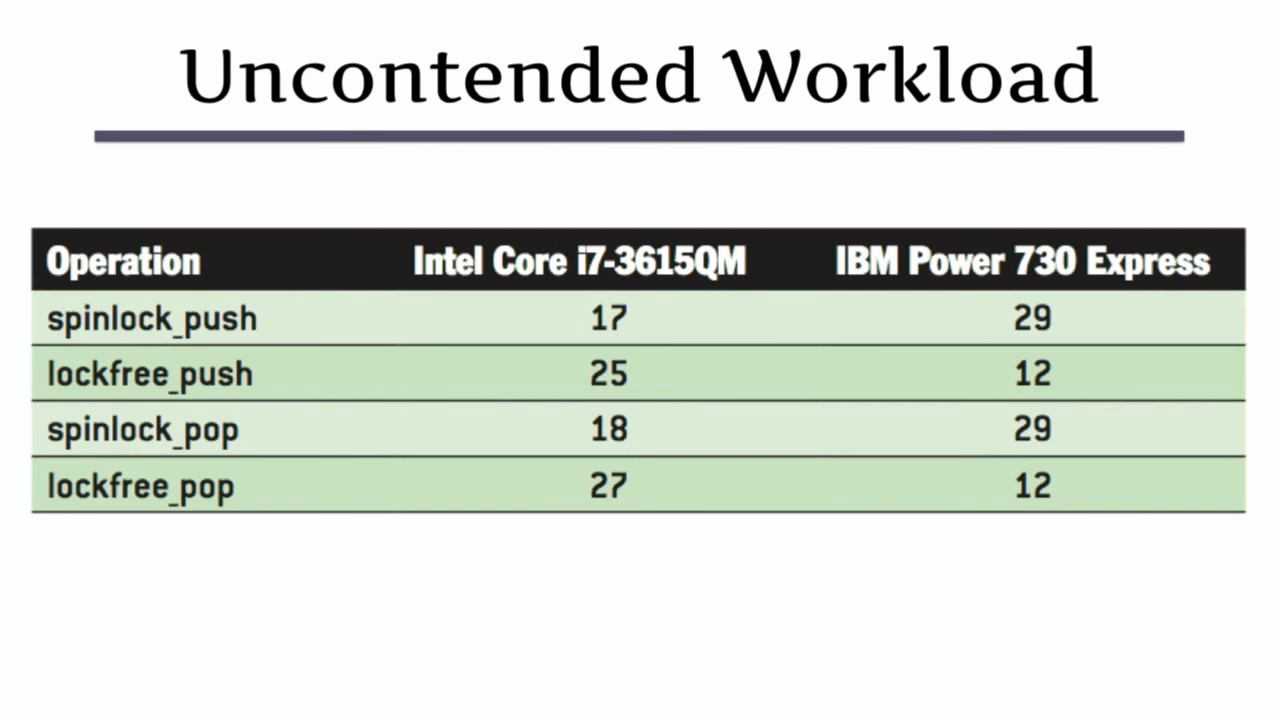 Uncontended Workload
Operation Intel Core i7-3615QM IBM Power 730 Express
spinlock_push 17 29
lockfree_push 25 12
spinlock_pop 18 29
lockfree_pop 27 12